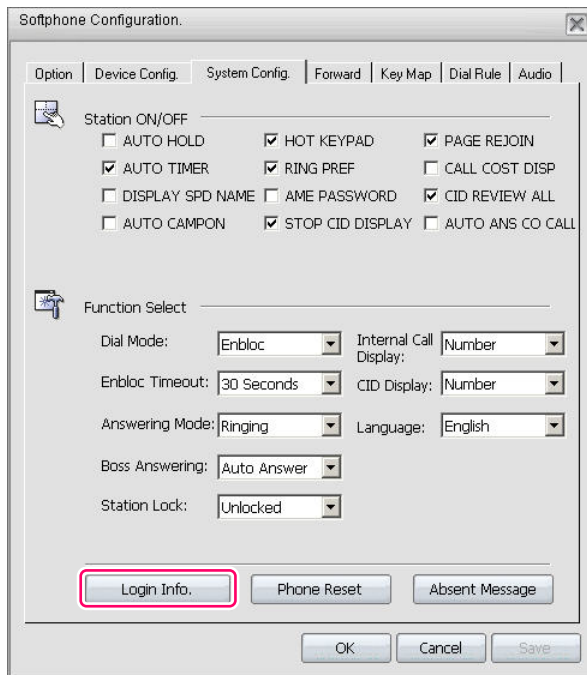 Softphone Configuration.
Option Device Config. System Config. Forward Key Map Dial Rule Audio
Station ON/OFF
AUTO HOLD HOT KEYPAD PAGE REJOIN
AUTO TIMER RING PREF CALL COST DISP
DISPLAY SPD NAME AME PASSWORD CID REVIEW ALL
AUTO CAMPON STOP CID DISPLAY AUTO ANS CO CALL
Function Select
Dial Mode: Enbloc Internal Call Display: Number
Enbloc Timeout: 30 Seconds CID Display: Number
Answering Mode: Ringing Language: English
Boss Answering: Auto Answer
Station Lock: Unlocked
Login Info. Phone Reset Absent Message
OK Cancel Save